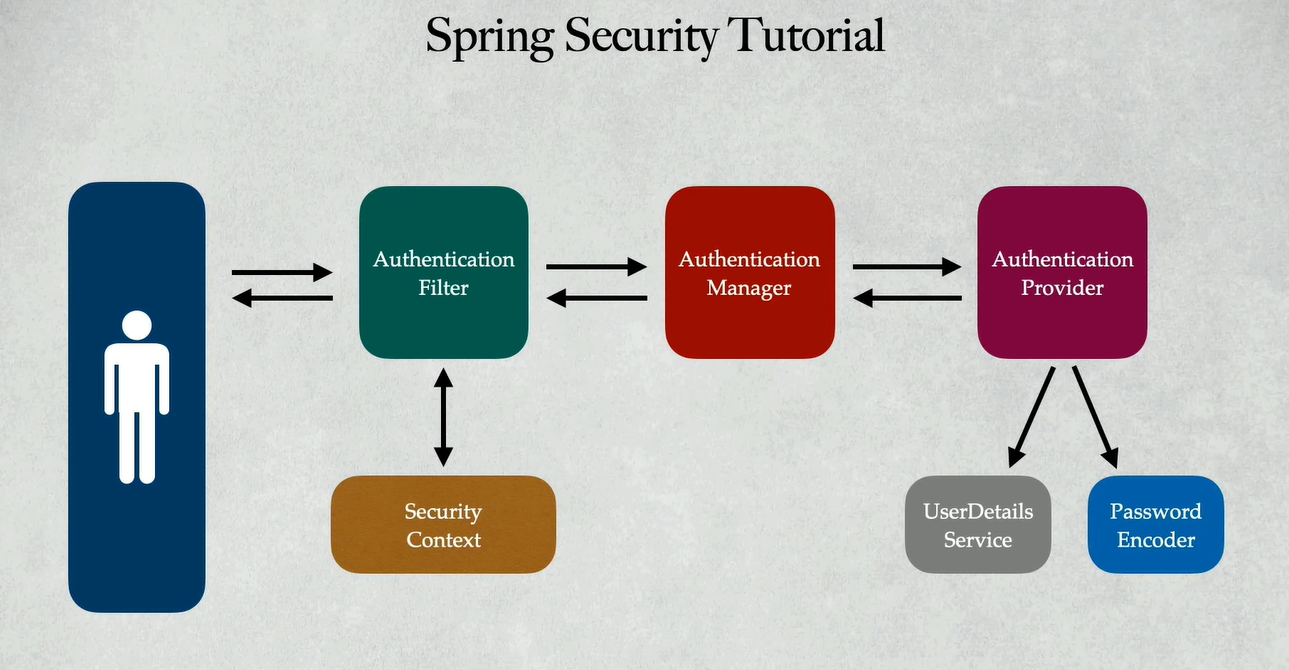 Spring Security Tutorial
Authentication
Filter
Authentication
Manager
Authentication
Provider
Security
Context
UserDetails
Service
Password
Encoder